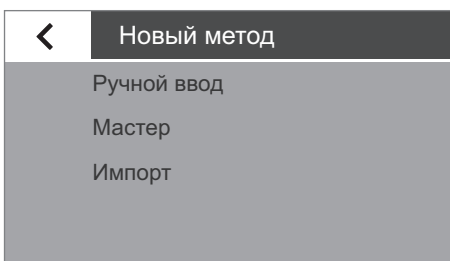 Новый метод
Ручной ввод
Мастер
Импорт